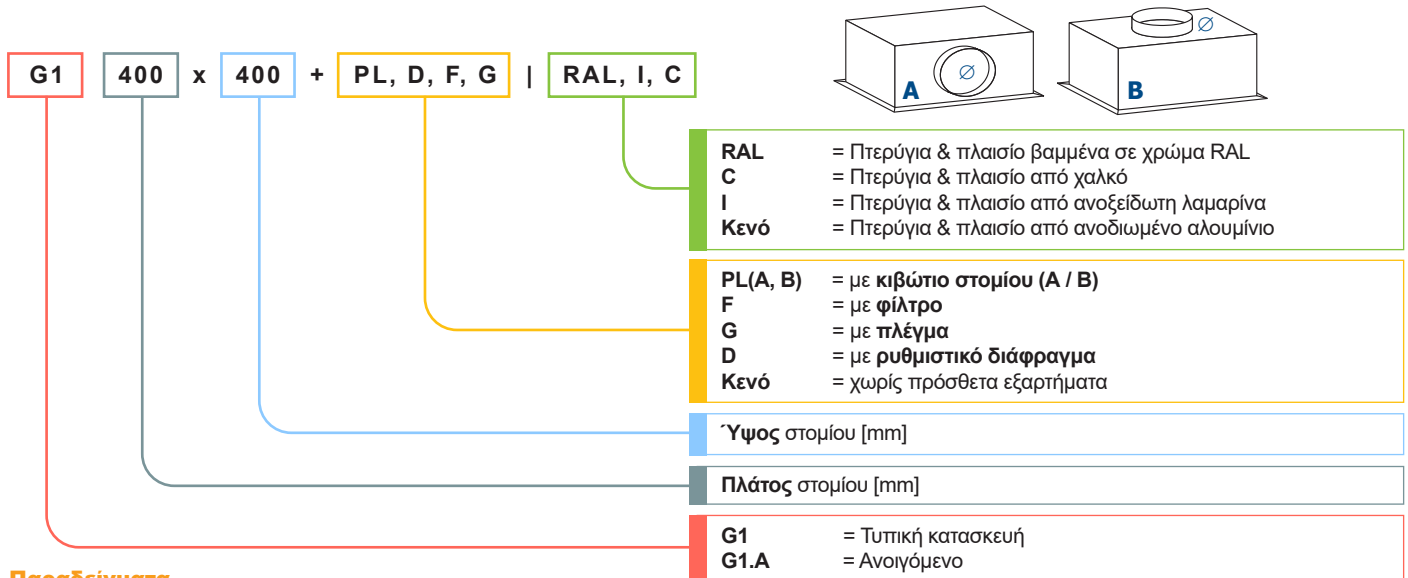 G1 400 x 400 + PL, D, F, G | RAL, I, C
A ∅
B ∅
RAL = Πτερύγια & πλαισίο βαμμένα σε χρώμα RAL
C = Πτερύγια & πλαισίο από χαλκό
I = Πτερύγια & πλαισίο από ανοξείδωτη λαμαρίνα
Κενό = Πτερύγια & πλαισίο από ανοδιωμένο αλουμίνιο
PL(A, B) = με κιβώτιο στομίου (A / B)
F = με φίλτρο
G = με πλέγμα
D = με ρυθμιστικό διάφραγμα
Κενό = χωρίς πρόσθετα εξαρτήματα
Ύψος στομίου [mm]
Πλάτος στομίου [mm]
G1 = Τυπική κατασκευή
G1.A = Ανοιγόμενο
Παραδείγματα